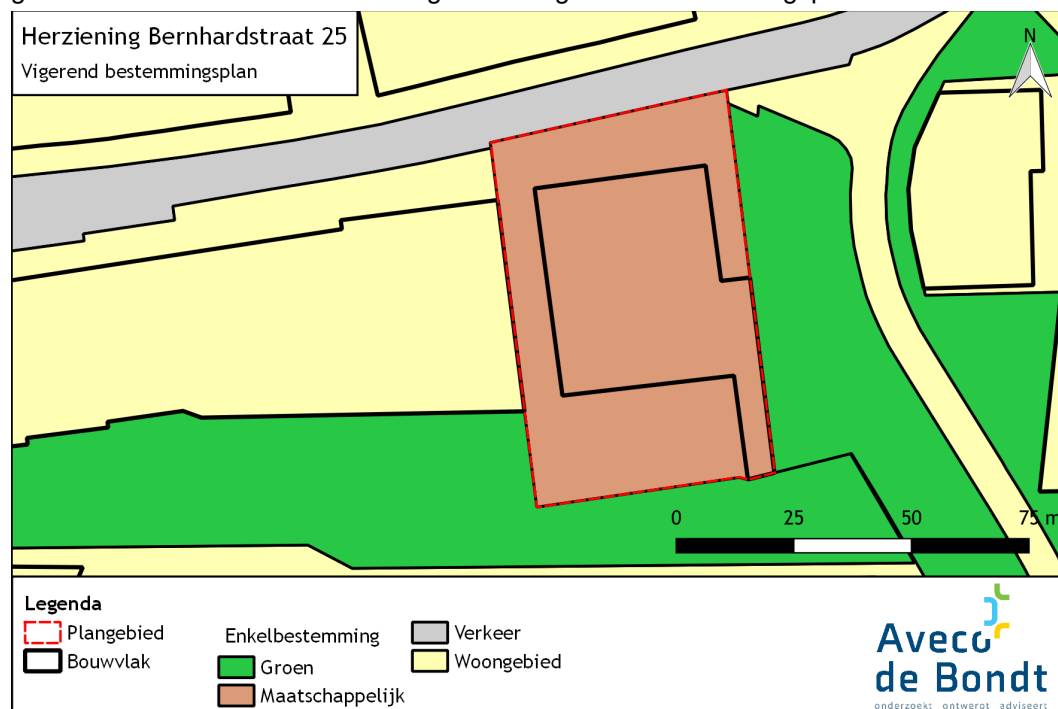 Herziening Bernhardstraat 25
Vigerend bestemmingsplan
N
0 25 50 75 m
Legenda
Plangebied
Bouwvlak
Enkelbestemming
Groen
Maatschappelijk
Verkeer
Woongebied
Aveco
de Bondt
onderzoekt ontwerpt adviseert